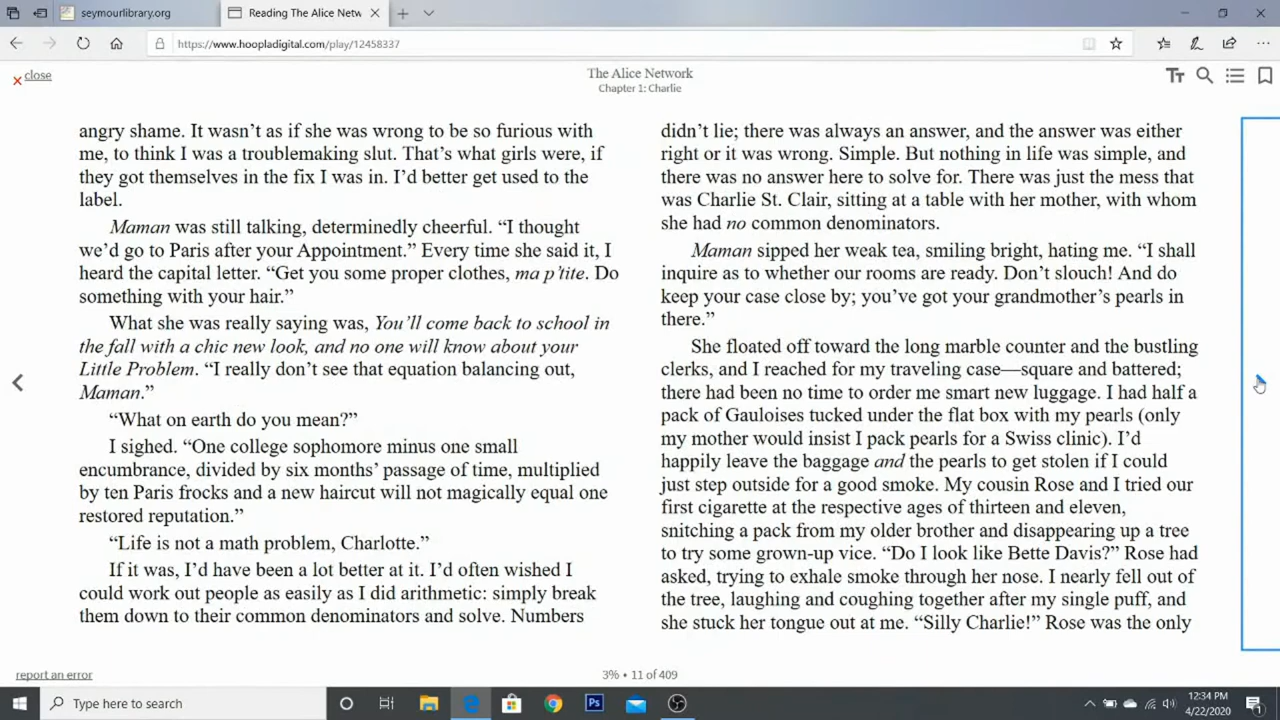 seymourlibrary.org
Reading The Alice Netw
https://www.hoopladigital.com/play/12458337
close
The Alice Network
Chapter 1: Charlie
angry shame. It wasn’t as if she was wrong to be so furious with
me, to think I was a troublemaking slut. That’s what girls were, if
they got themselves in the fix I was in. I’d better get used to the
label.
Maman was still talking, determinedly cheerful. “I thought
we’d go to Paris after your Appointment.” Every time she said it, I
heard the capital letter. “Get you some proper clothes, ma p’tite. Do
something with your hair.”
What she was really saying was, You’ll come back to school in
the fall with a chic new look, and no one will know about your
Little Problem. “I really don’t see that equation balancing out,
Maman.”
“What on earth do you mean?”
I sighed. “One college sophomore minus one small
encumbrance, divided by six months’ passage of time, multiplied
by ten Paris frocks and a new haircut will not magically equal one
restored reputation.”
“Life is not a math problem, Charlotte.”
If it was, I’d have been a lot better at it. I’d often wished I
could work out people as easily as I did arithmetic: simply break
them down to their common denominators and solve. Numbers
didn’t lie; there was always an answer, and the answer was either
right or it was wrong. Simple. But nothing in life was simple, and
there was no answer here to solve for. There was just the mess that
was Charlie St. Clair, sitting at a table with her mother, with whom
she had no common denominators.
Maman sipped her weak tea, smiling bright, hating me. “I shall
inquire as to whether our rooms are ready. Don’t slouch! And do
keep your case close by; you’ve got your grandmother’s pearls in
there.”
She floated off toward the long marble counter and the bustling
clerks, and I reached for my traveling case—square and battered;
there had been no time to order me smart new luggage. I had half a
pack of Gauloises tucked under the flat box with my pearls (only
my mother would insist I pack pearls for a Swiss clinic). I’d
happily leave the baggage and the pearls to get stolen if I could
just step outside for a good smoke. My cousin Rose and I tried our
first cigarette at the respective ages of thirteen and eleven,
snitching a pack from my older brother and disappearing up a tree
to try some grown-up vice. “Do I look like Bette Davis?” Rose had
asked, trying to exhale smoke through her nose. I nearly fell out of
the tree, laughing and coughing together after my single puff, and
she stuck her tongue out at me. “Silly Charlie!” Rose was the only
report an error
3% • 11 of 409
Type here to search
Ps
12:34 PM
4/22/2020
1